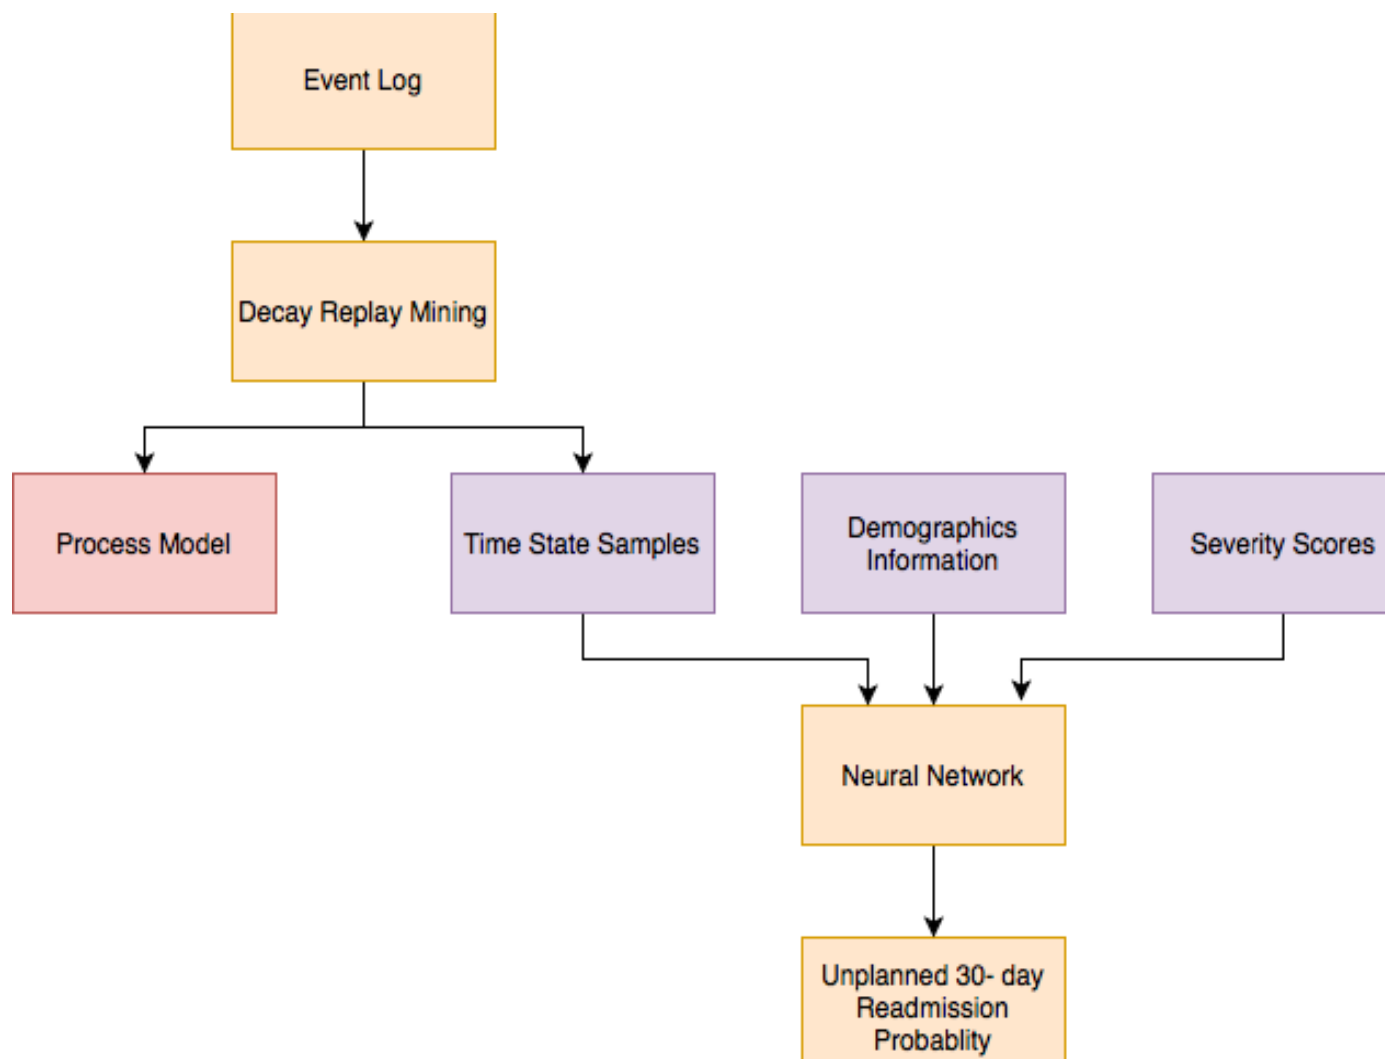 Event Log
Decay Replay Mining
Process Model
Time State Samples
Demographics
Information
Severity Scores
Neural Network
Unplanned 30- day
Readmission
Probablity